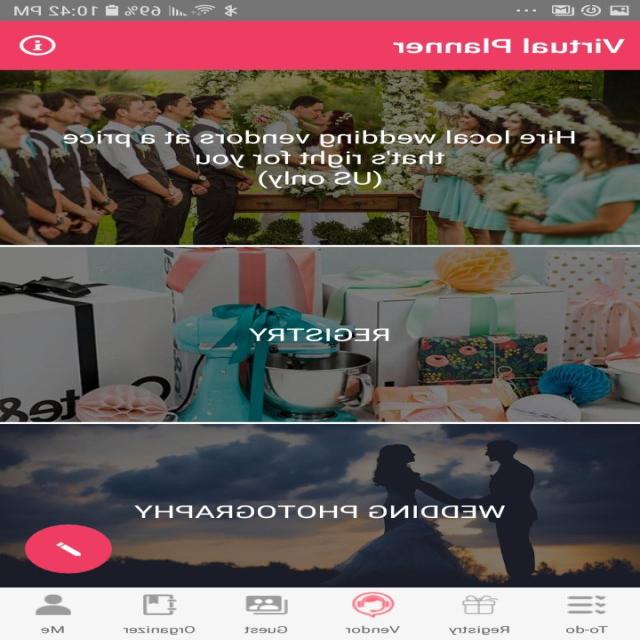 10:42 PM
69%
Virtual Planner
Hire local wedding vendors at a price
that's right for you
(US only)
REGISTRY
te&
WEDDING PHOTOGRAPHY
To-do
Registry
Vendor
Guest
Organizer
Me